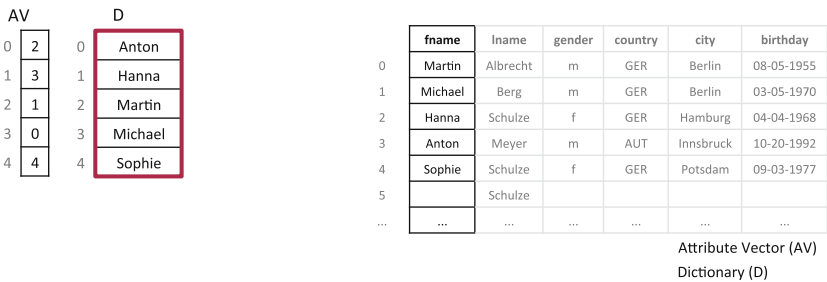 AV D
0 2 0 Anton
1 3 1 Hanna
2 1 2 Martin
3 0 3 Michael
4 4 4 Sophie
fname lname gender country city birthday
0 Martin Albrecht m GER Berlin 08-05-1955
1 Michael Berg m GER Berlin 03-05-1970
2 Hanna Schulze f GER Hamburg 04-04-1968
3 Anton Meyer m AUT Innsbruck 10-20-1992
4 Sophie Schulze f GER Potsdam 09-03-1977
5 Schulze
... ... ... ... ... ... ...
Attribute Vector (AV)
Dictionary (D)